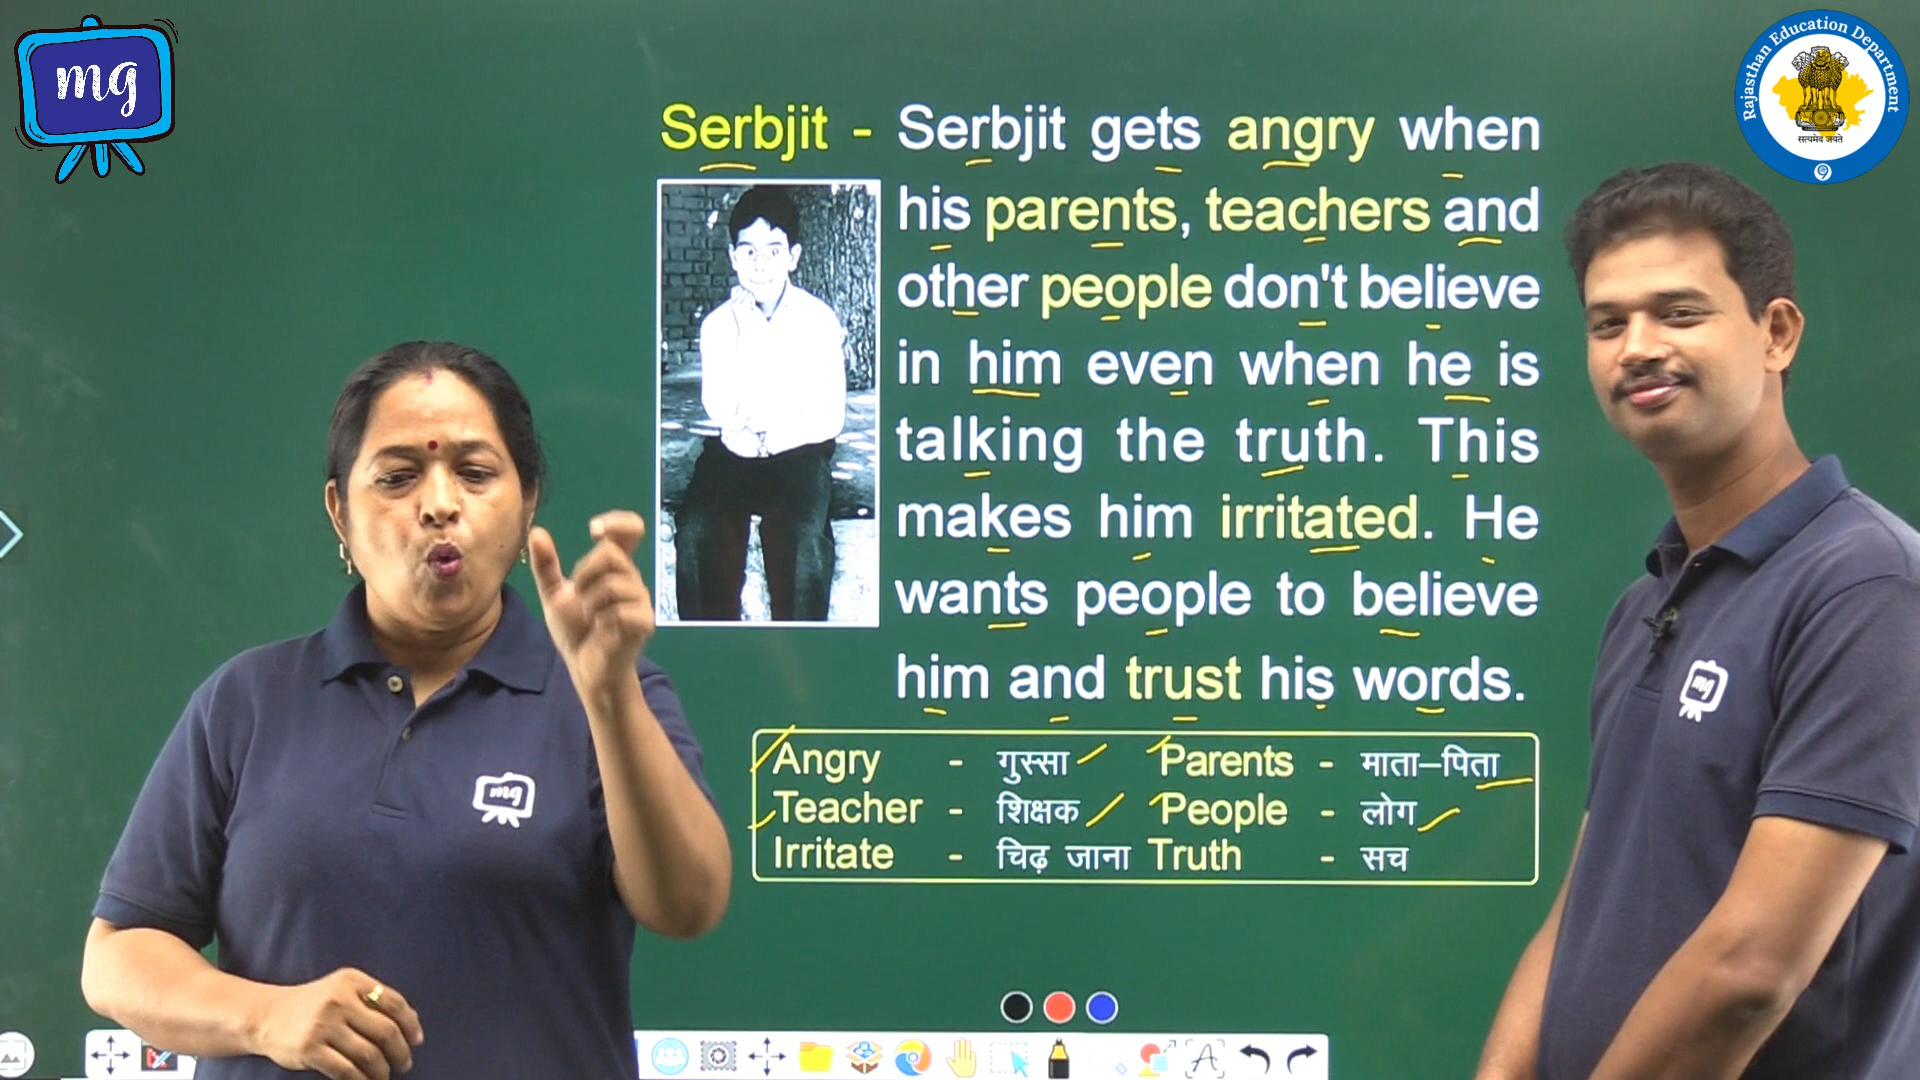 mg
Rajasthan Education Department
सत्यमेव जयते
Serbjit - Serbjit gets angry when
his parents, teachers and
other people don't believe
in him even when he is
talking the truth. This
makes him irritated. He
wants people to believe
him and trust his words.
Angry - गुस्सा Parents - माता–पिता
Teacher - शिक्षक People - लोग
Irritate - चिढ़ जाना Truth - सच
mg
mg
A